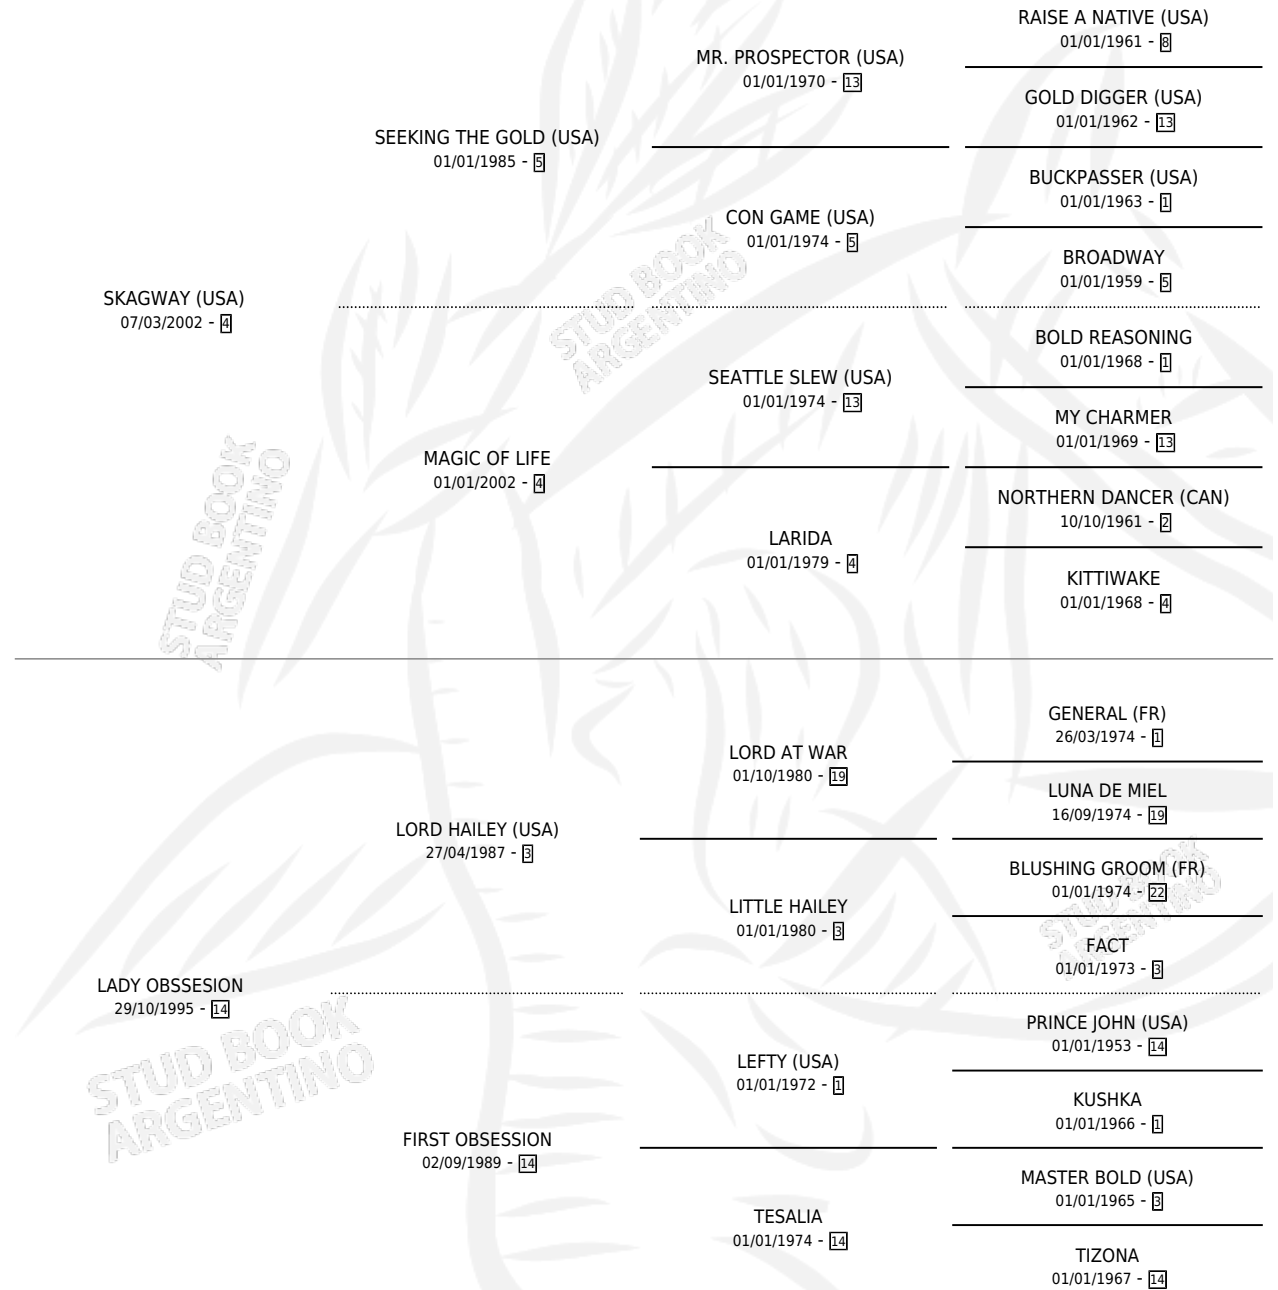 RAISE A NATIVE (USA)
01/01/1961 - 8
MR. PROSPECTOR (USA)
01/01/1970 - 13
GOLD DIGGER (USA)
01/01/1962 - 13
SEEKING THE GOLD (USA)
01/01/1985 - 5
BUCKPASSER (USA)
01/01/1963 - 1
CON GAME (USA)
01/01/1974 - 5
BROADWAY
01/01/1959 - 5
SKAGWAY (USA)
07/03/2002 - 4
BOLD REASONING
01/01/1968 - 1
SEATTLE SLEW (USA)
01/01/1974 - 13
MY CHARMER
01/01/1969 - 13
MAGIC OF LIFE
01/01/2002 - 4
NORTHERN DANCER (CAN)
10/10/1961 - 2
LARIDA
01/01/1979 - 4
KITTIWAKE
01/01/1968 - 4
STUD BOOK
ARGENTINO
STUD BOOK
ARGENTINO
GENERAL (FR)
26/03/1974 - 1
LORD AT WAR
01/10/1980 - 19
LUNA DE MIEL
16/09/1974 - 19
LORD HAILEY (USA)
27/04/1987 - 3
BLUSHING GROOM (FR)
01/01/1974 - 22
LITTLE HAILEY
01/01/1980 - 3
FACT
01/01/1973 - 3
STUD BOOK
ARGENTINO
LADY OBSSESION
29/10/1995 - 14
PRINCE JOHN (USA)
01/01/1953 - 14
LEFTY (USA)
01/01/1972 - 1
KUSHKA
01/01/1966 - 1
STUD BOOK
ARGENTINO
FIRST OBSESSION
02/09/1989 - 14
MASTER BOLD (USA)
01/01/1965 - 3
TESALIA
01/01/1974 - 14
TIZONA
01/01/1967 - 14